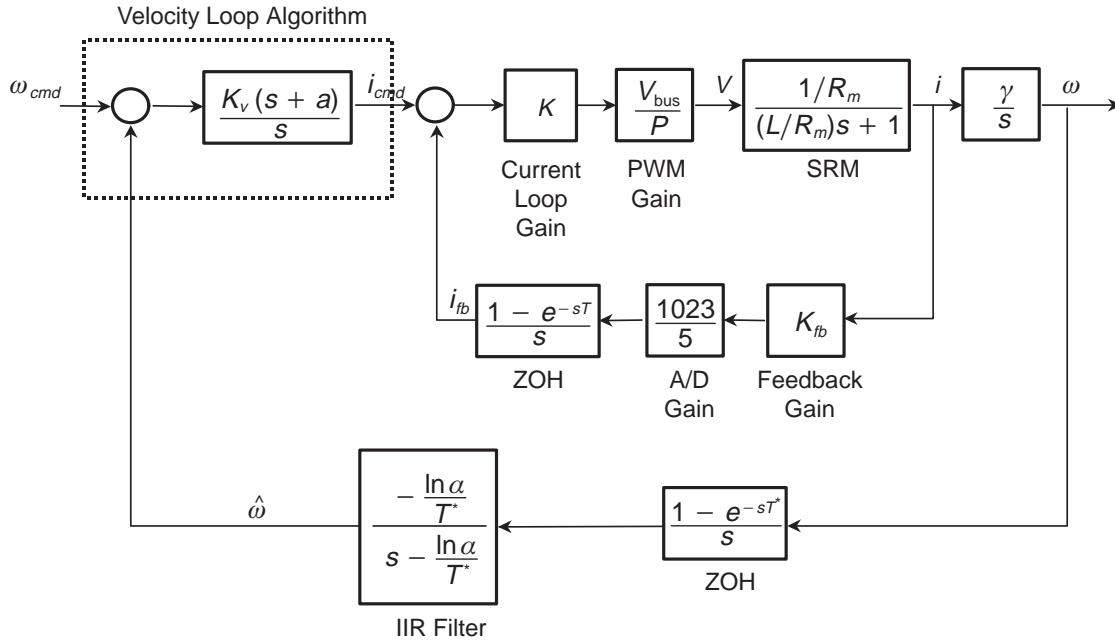 Velocity Loop Algorithm
ω_cmd
K_v (s + a)
s
i_cmd
K
Current
Loop
Gain
V_bus
P
PWM
Gain
V
1/R_m
(L/R_m)s + 1
SRM
i
γ
s
ω
i_fb
1 − e^−sT
s
ZOH
1023
5
A/D
Gain
K_fb
Feedback
Gain
ω̂
− ln α
T*
s − ln α
T*
IIR Filter
1 − e^−sT*
s
ZOH